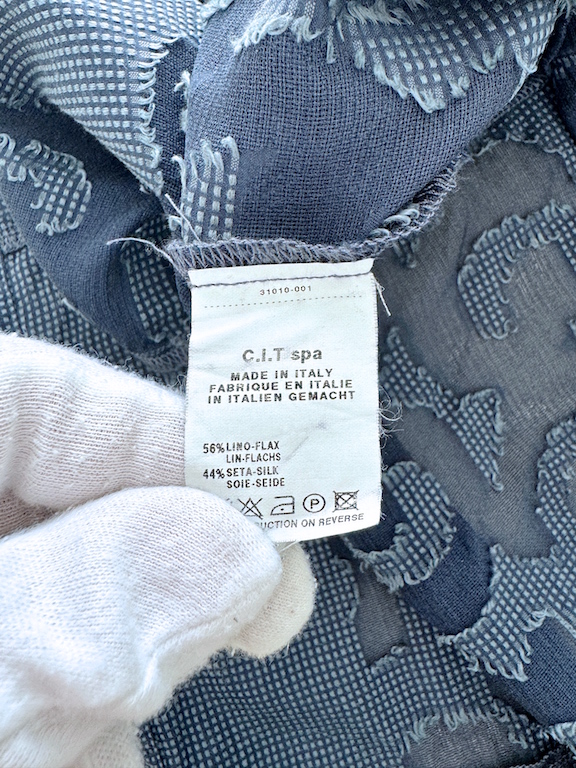 31010-001
C.I.T spa
MADE IN ITALY
FABRIQUE EN ITALIE
IN ITALIEN GEMACHT
56% LINO-FLAX
LIN-FLACHS
44% SETA-SILK
SOIE-SEIDE
P
ON REVERSE